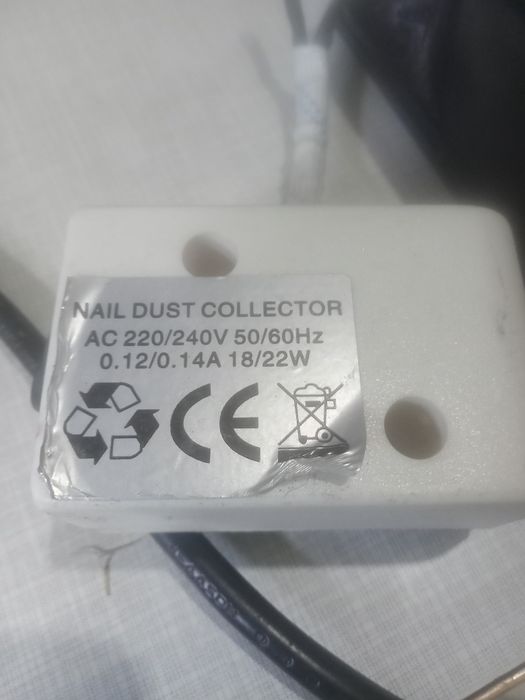 NAIL DUST COLLECTOR
AC 220/240V 50/60Hz
0.12/0.14A 18/22W
CE